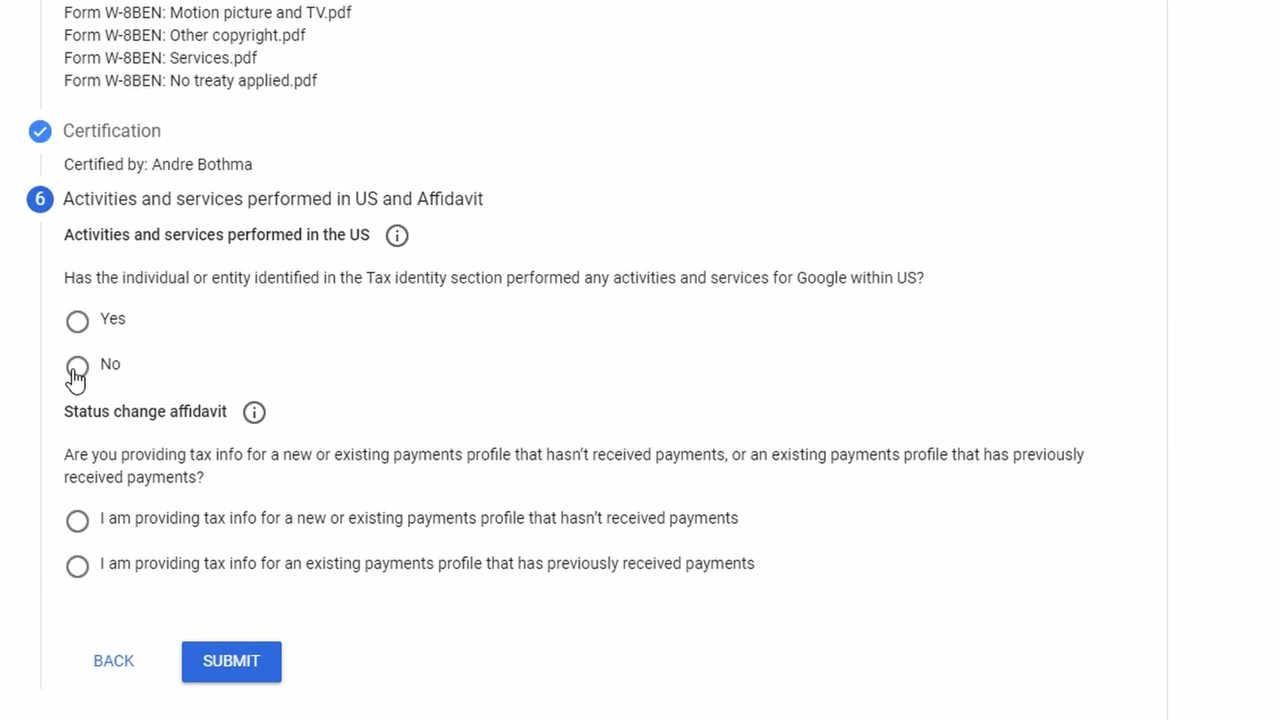 Form W-8BEN: Motion picture and TV.pdf
Form W-8BEN: Other copyright.pdf
Form W-8BEN: Services.pdf
Form W-8BEN: No treaty applied.pdf
Certification
Certified by: Andre Bothma
6 Activities and services performed in US and Affidavit
Activities and services performed in the US
Has the individual or entity identified in the Tax identity section performed any activities and services for Google within US?
Yes
No
Status change affidavit
Are you providing tax info for a new or existing payments profile that hasn't received payments, or an existing payments profile that has previously
received payments?
I am providing tax info for a new or existing payments profile that hasn't received payments
I am providing tax info for an existing payments profile that has previously received payments
BACK SUBMIT